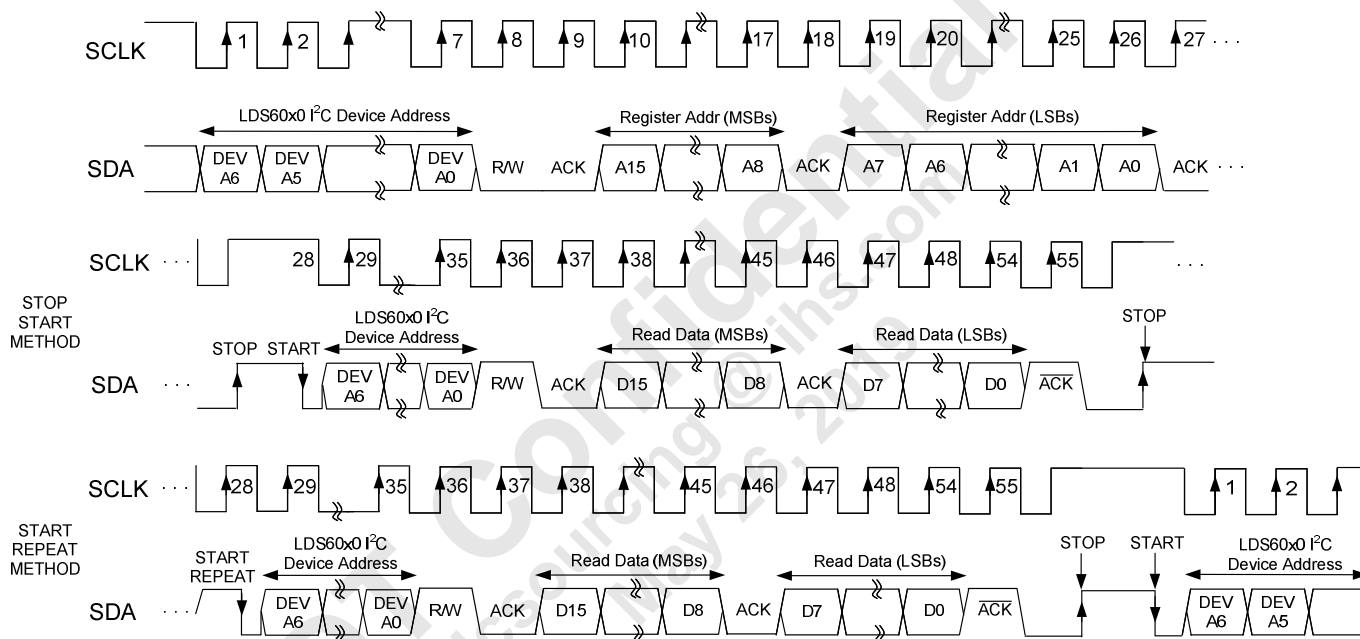 SCLK 1 2 7 8 9 10 17 18 19 20 25 26 27 · · ·
LDS60x0 I²C Device Address Register Addr (MSBs) Register Addr (LSBs)
SDA DEV A6 DEV A5 DEV A0 R/W ACK A15 A8 ACK A7 A6 A1 A0 ACK · · ·
STOP START METHOD
SCLK · · · 28 29 35 36 37 38 45 46 47 48 54 55 · · ·
STOP START LDS60x0 I²C Device Address Read Data (MSBs) Read Data (LSBs) STOP
SDA · · · DEV A6 DEV A0 R/W ACK D15 D8 ACK D7 D0 ACK
START REPEAT METHOD
SCLK · · · 28 29 35 36 37 38 45 46 47 48 54 55 1 2
START REPEAT LDS60x0 I²C Device Address Read Data (MSBs) Read Data (LSBs) STOP START LDS60x0 I²C Device Address
SDA · · · DEV A6 DEV A0 R/W ACK D15 D8 ACK D7 D0 ACK DEV A6 DEV A5
Confidential
@ ihs.com
May 26, 2019